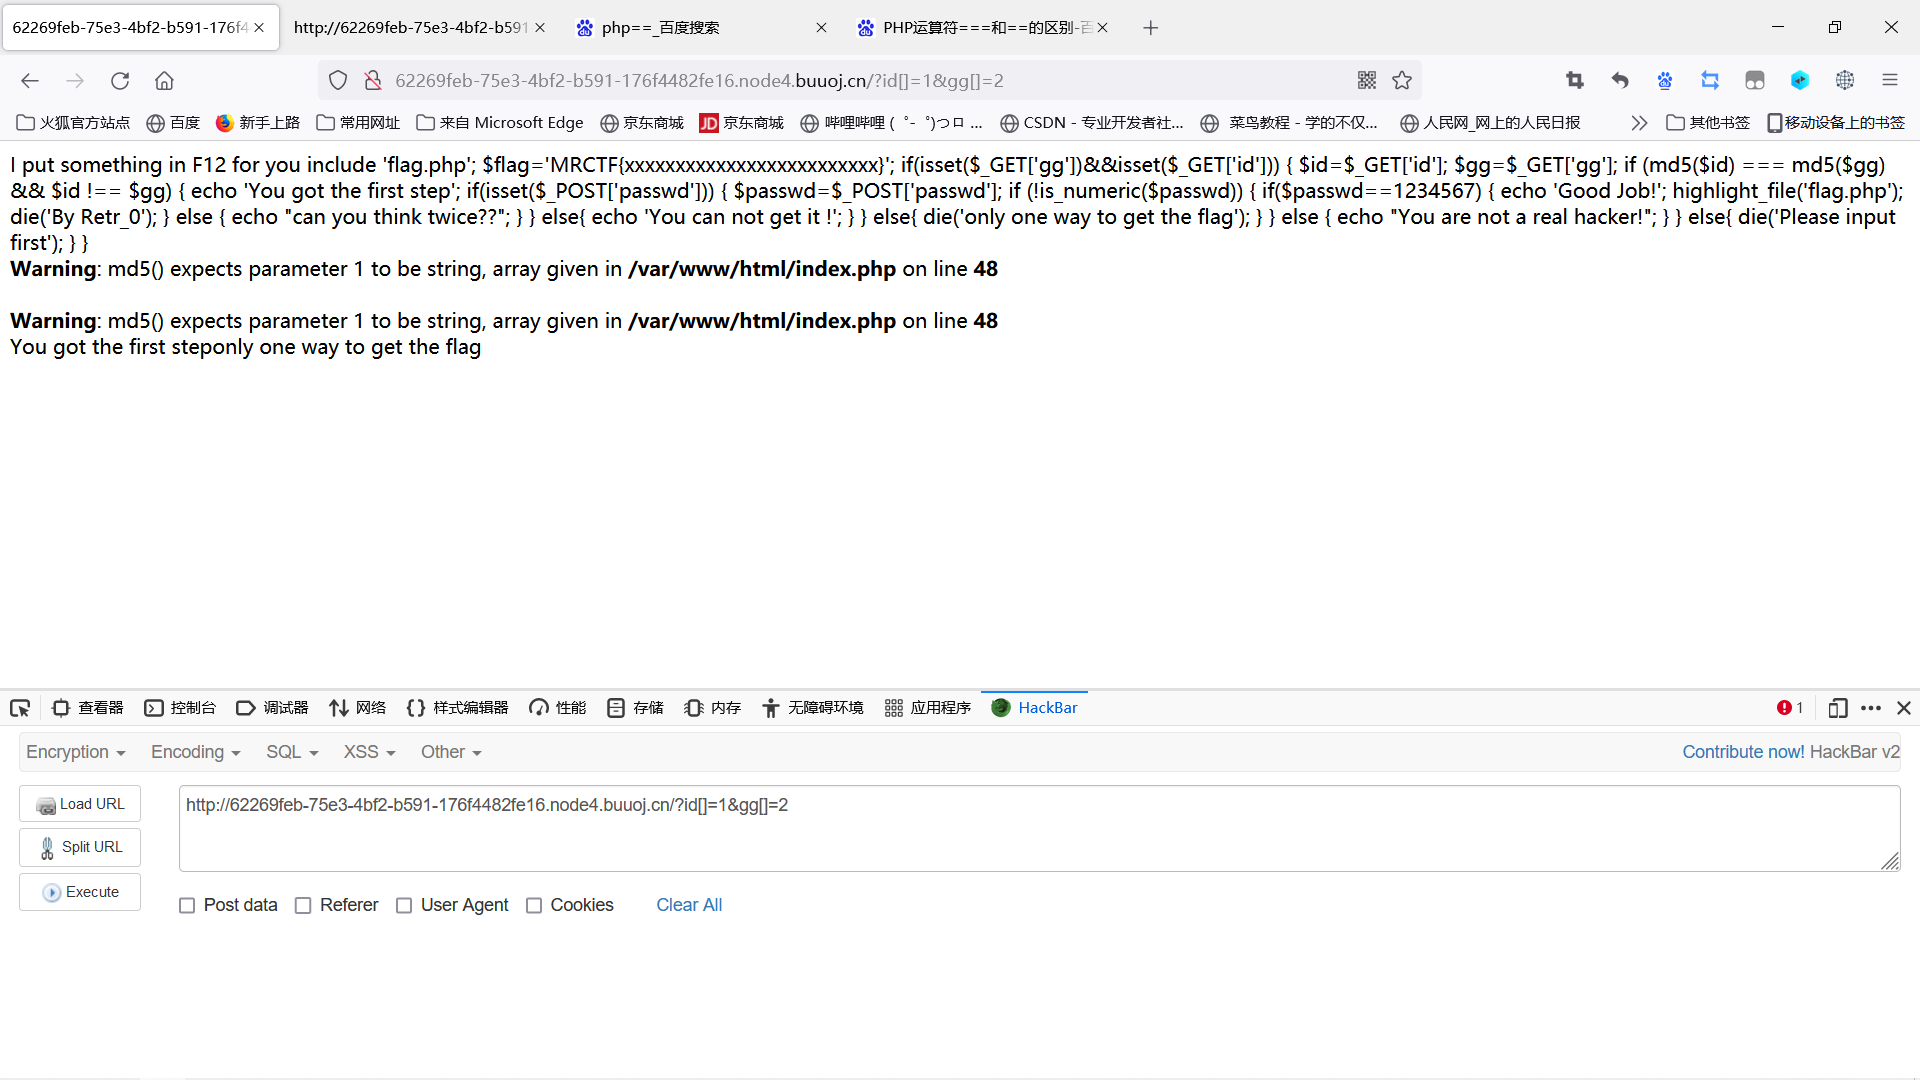 62269feb-75e3-4bf2-b591-176f4
http://62269feb-75e3-4bf2-b591
php==_百度搜索
PHP运算符===和==的区别-百
62269feb-75e3-4bf2-b591-176f4482fe16.node4.buuoj.cn/?id[]=1&gg[]=2
火狐官方站点 百度 新手上路 常用网址 来自 Microsoft Edge 京东商城 JD 京东商城 哔哩哔哩 ( ゜- ゜)つロ ... CSDN - 专业开发者社... 菜鸟教程 - 学的不仅... 人民网_网上的人民日报 其他书签 移动设备上的书签
I put something in F12 for you include 'flag.php'; $flag='MRCTF{xxxxxxxxxxxxxxxxxxxxxxxxx}'; if(isset($_GET['gg'])&&isset($_GET['id'])) { $id=$_GET['id']; $gg=$_GET['gg']; if (md5($id) === md5($gg)
&& $id !== $gg) { echo 'You got the first step'; if(isset($_POST['passwd'])) { $passwd=$_POST['passwd']; if (!is_numeric($passwd)) { if($passwd==1234567) { echo 'Good Job!'; highlight_file('flag.php');
die('By Retr_0'); } else { echo "can you think twice??"; } } else{ echo 'You can not get it !'; } } else{ die('only one way to get the flag'); } } else { echo "You are not a real hacker!"; } } else{ die('Please input
first'); } }
Warning: md5() expects parameter 1 to be string, array given in /var/www/html/index.php on line 48
Warning: md5() expects parameter 1 to be string, array given in /var/www/html/index.php on line 48
You got the first steponly one way to get the flag
查看器 控制台 调试器 网络 样式编辑器 性能 存储 内存 无障碍环境 应用程序 HackBar 1
Encryption Encoding SQL XSS Other Contribute now! HackBar v2
Load URL
http://62269feb-75e3-4bf2-b591-176f4482fe16.node4.buuoj.cn/?id[]=1&gg[]=2
Split URL
Execute
Post data Referer User Agent Cookies Clear All